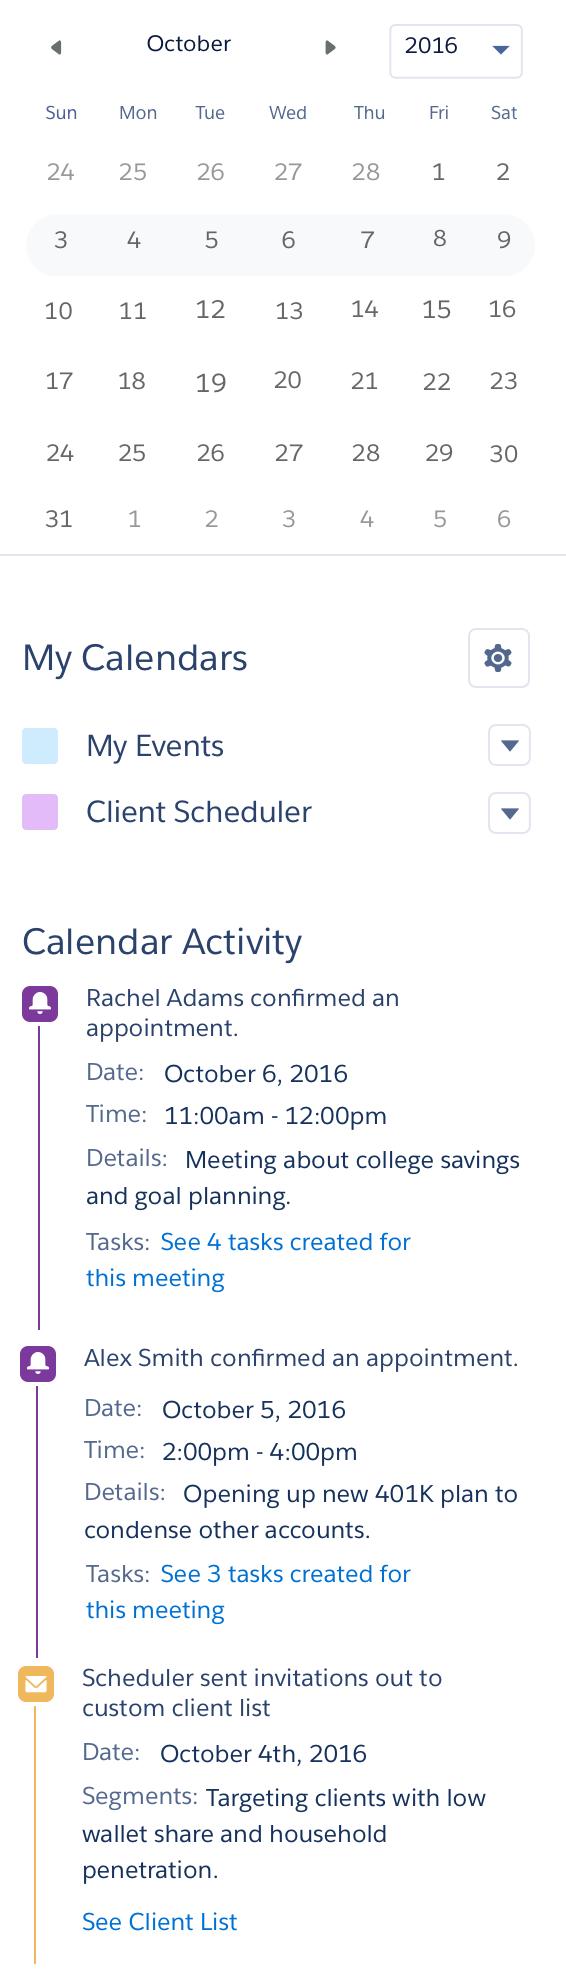 October 2016
Sun Mon Tue Wed Thu Fri Sat
24 25 26 27 28 1 2
3 4 5 6 7 8 9
10 11 12 13 14 15 16
17 18 19 20 21 22 23
24 25 26 27 28 29 30
31 1 2 3 4 5 6
My Calendars
My Events
Client Scheduler
Calendar Activity
Rachel Adams confirmed an
appointment.
Date: October 6, 2016
Time: 11:00am - 12:00pm
Details: Meeting about college savings
and goal planning.
Tasks: See 4 tasks created for
this meeting
Alex Smith confirmed an appointment.
Date: October 5, 2016
Time: 2:00pm - 4:00pm
Details: Opening up new 401K plan to
condense other accounts.
Tasks: See 3 tasks created for
this meeting
Scheduler sent invitations out to
custom client list
Date: October 4th, 2016
Segments: Targeting clients with low
wallet share and household
penetration.
See Client List